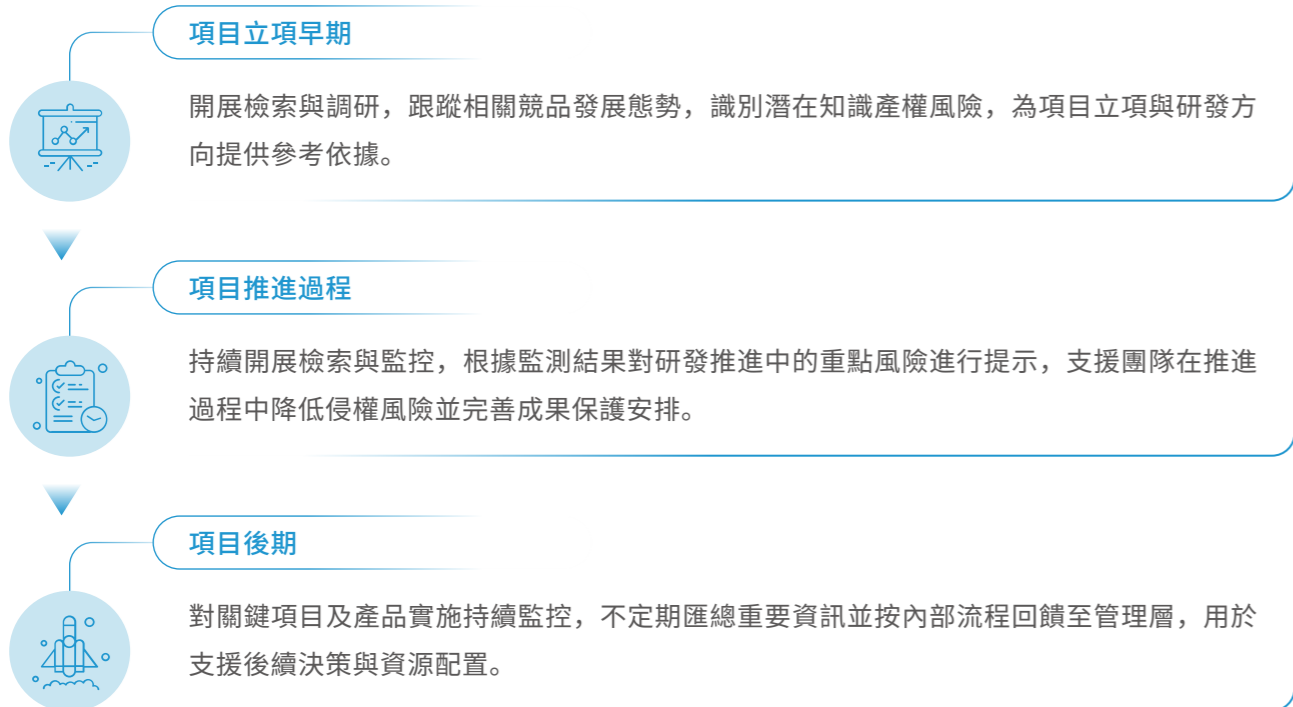 項目立項早期
開展檢索與調研，跟蹤相關競品發展態勢，識別潛在知識產權風險，為項目立項與研發方
向提供參考依據。
項目推進過程
持續開展檢索與監控，根據監測結果對研發推進中的重點風險進行提示，支援團隊在推進
過程中降低侵權風險並完善成果保護安排。
項目後期
對關鍵項目及產品實施持續監控，不定期匯總重要資訊並按內部流程回饋至管理層，用於
支援後續決策與資源配置。